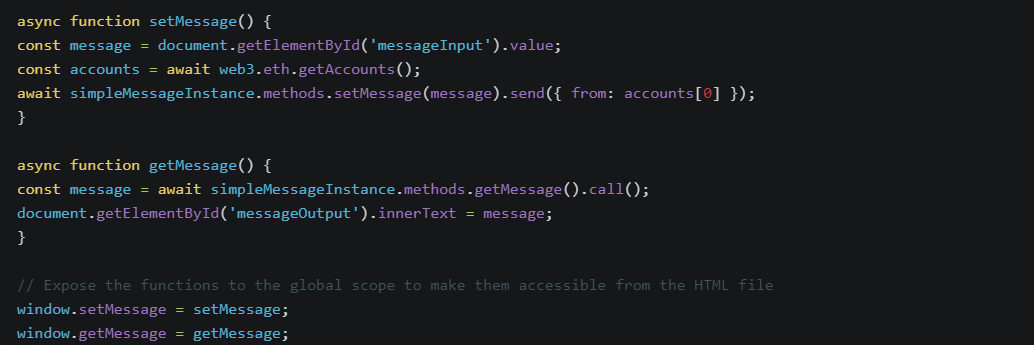 async function setMessage() {
const message = document.getElementById('messageInput').value;
const accounts = await web3.eth.getAccounts();
await simpleMessageInstance.methods.setMessage(message).send({ from: accounts[0] });
}
async function getMessage() {
const message = await simpleMessageInstance.methods.getMessage().call();
document.getElementById('messageOutput').innerText = message;
}
// Expose the functions to the global scope to make them accessible from the HTML file
window.setMessage = setMessage;
window.getMessage = getMessage;